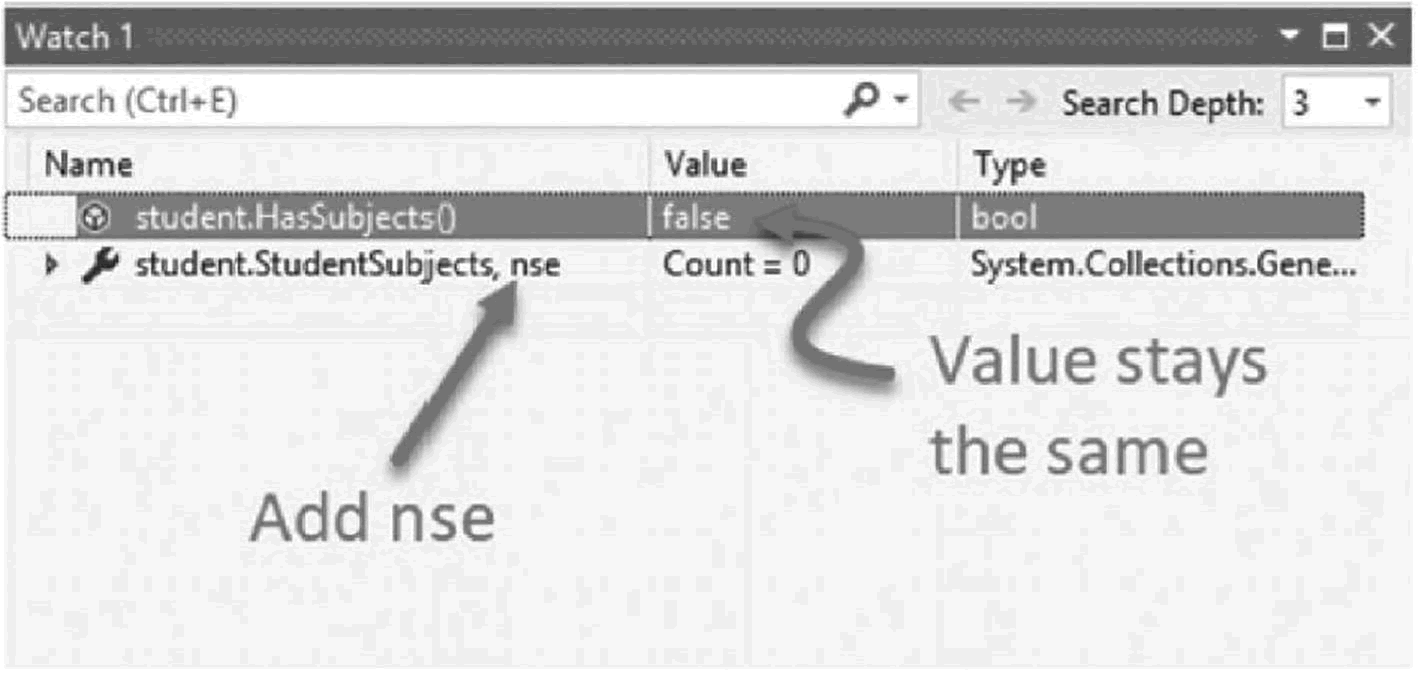 Watch 1
Search (Ctrl+E) Search Depth: 3
Name Value Type
student.HasSubjects() false bool
student.StudentSubjects, nse Count = 0 System.Collections.Gene...
Value stays
the same
Add nse